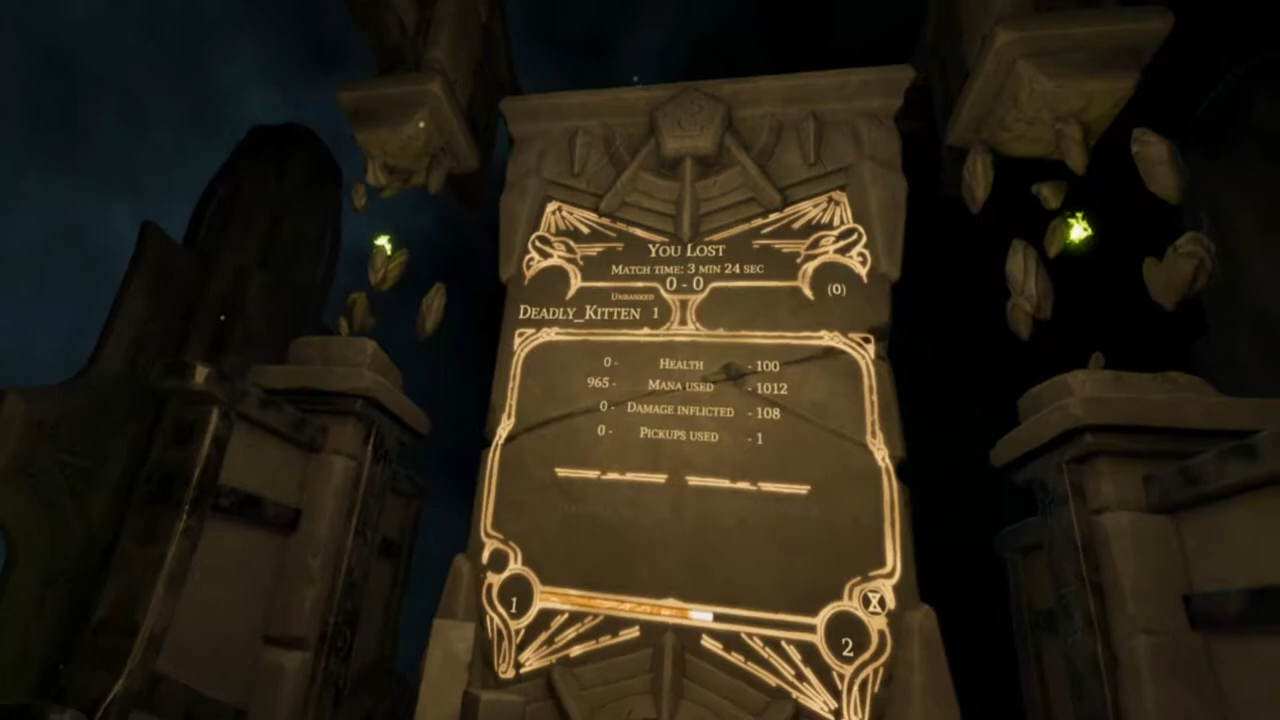 You Lost
Match time: 3 min 24 sec
0 - 0
(0)
Unranked
Deadly_Kitten 1
0 - Health - 100
965 - Mana used - 1012
0 - Damage inflicted - 108
0 - Pickups used - 1
1
2